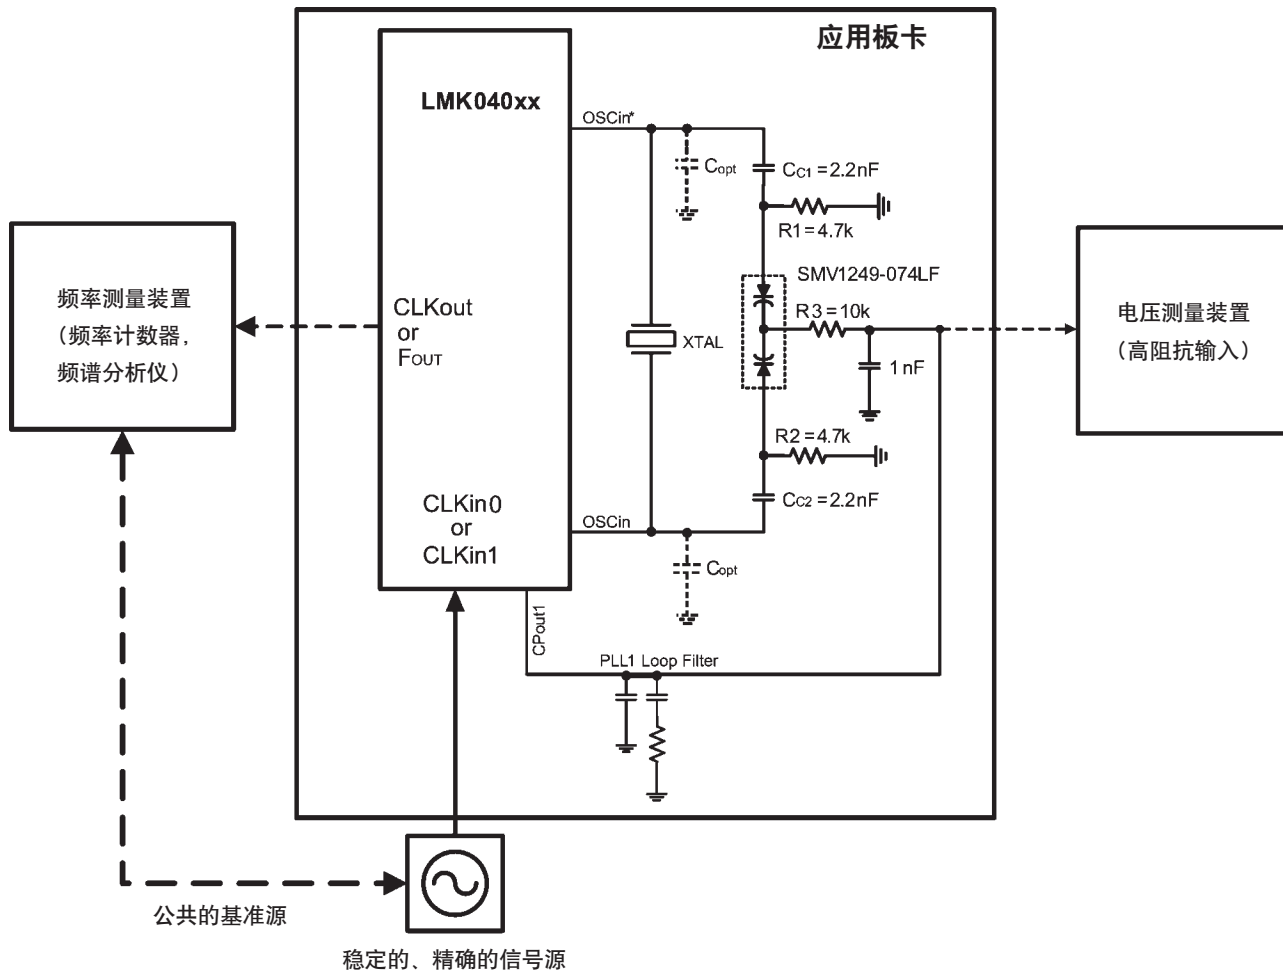 应用板卡
LMK040xx
OSCin*
Copt
CC1 = 2.2nF
R1 = 4.7k
SMV1249-074LF
频率测量装置
（频率计数器，
频谱分析仪）
CLKout
or
FOUT
XTAL
R3 = 10k
1 nF
电压测量装置
（高阻抗输入）
R2 = 4.7k
CC2 = 2.2nF
CLKin0
or
CLKin1
OSCin
Copt
CPout1
PLL1 Loop Filter
公共的基准源
稳定的、精确的信号源